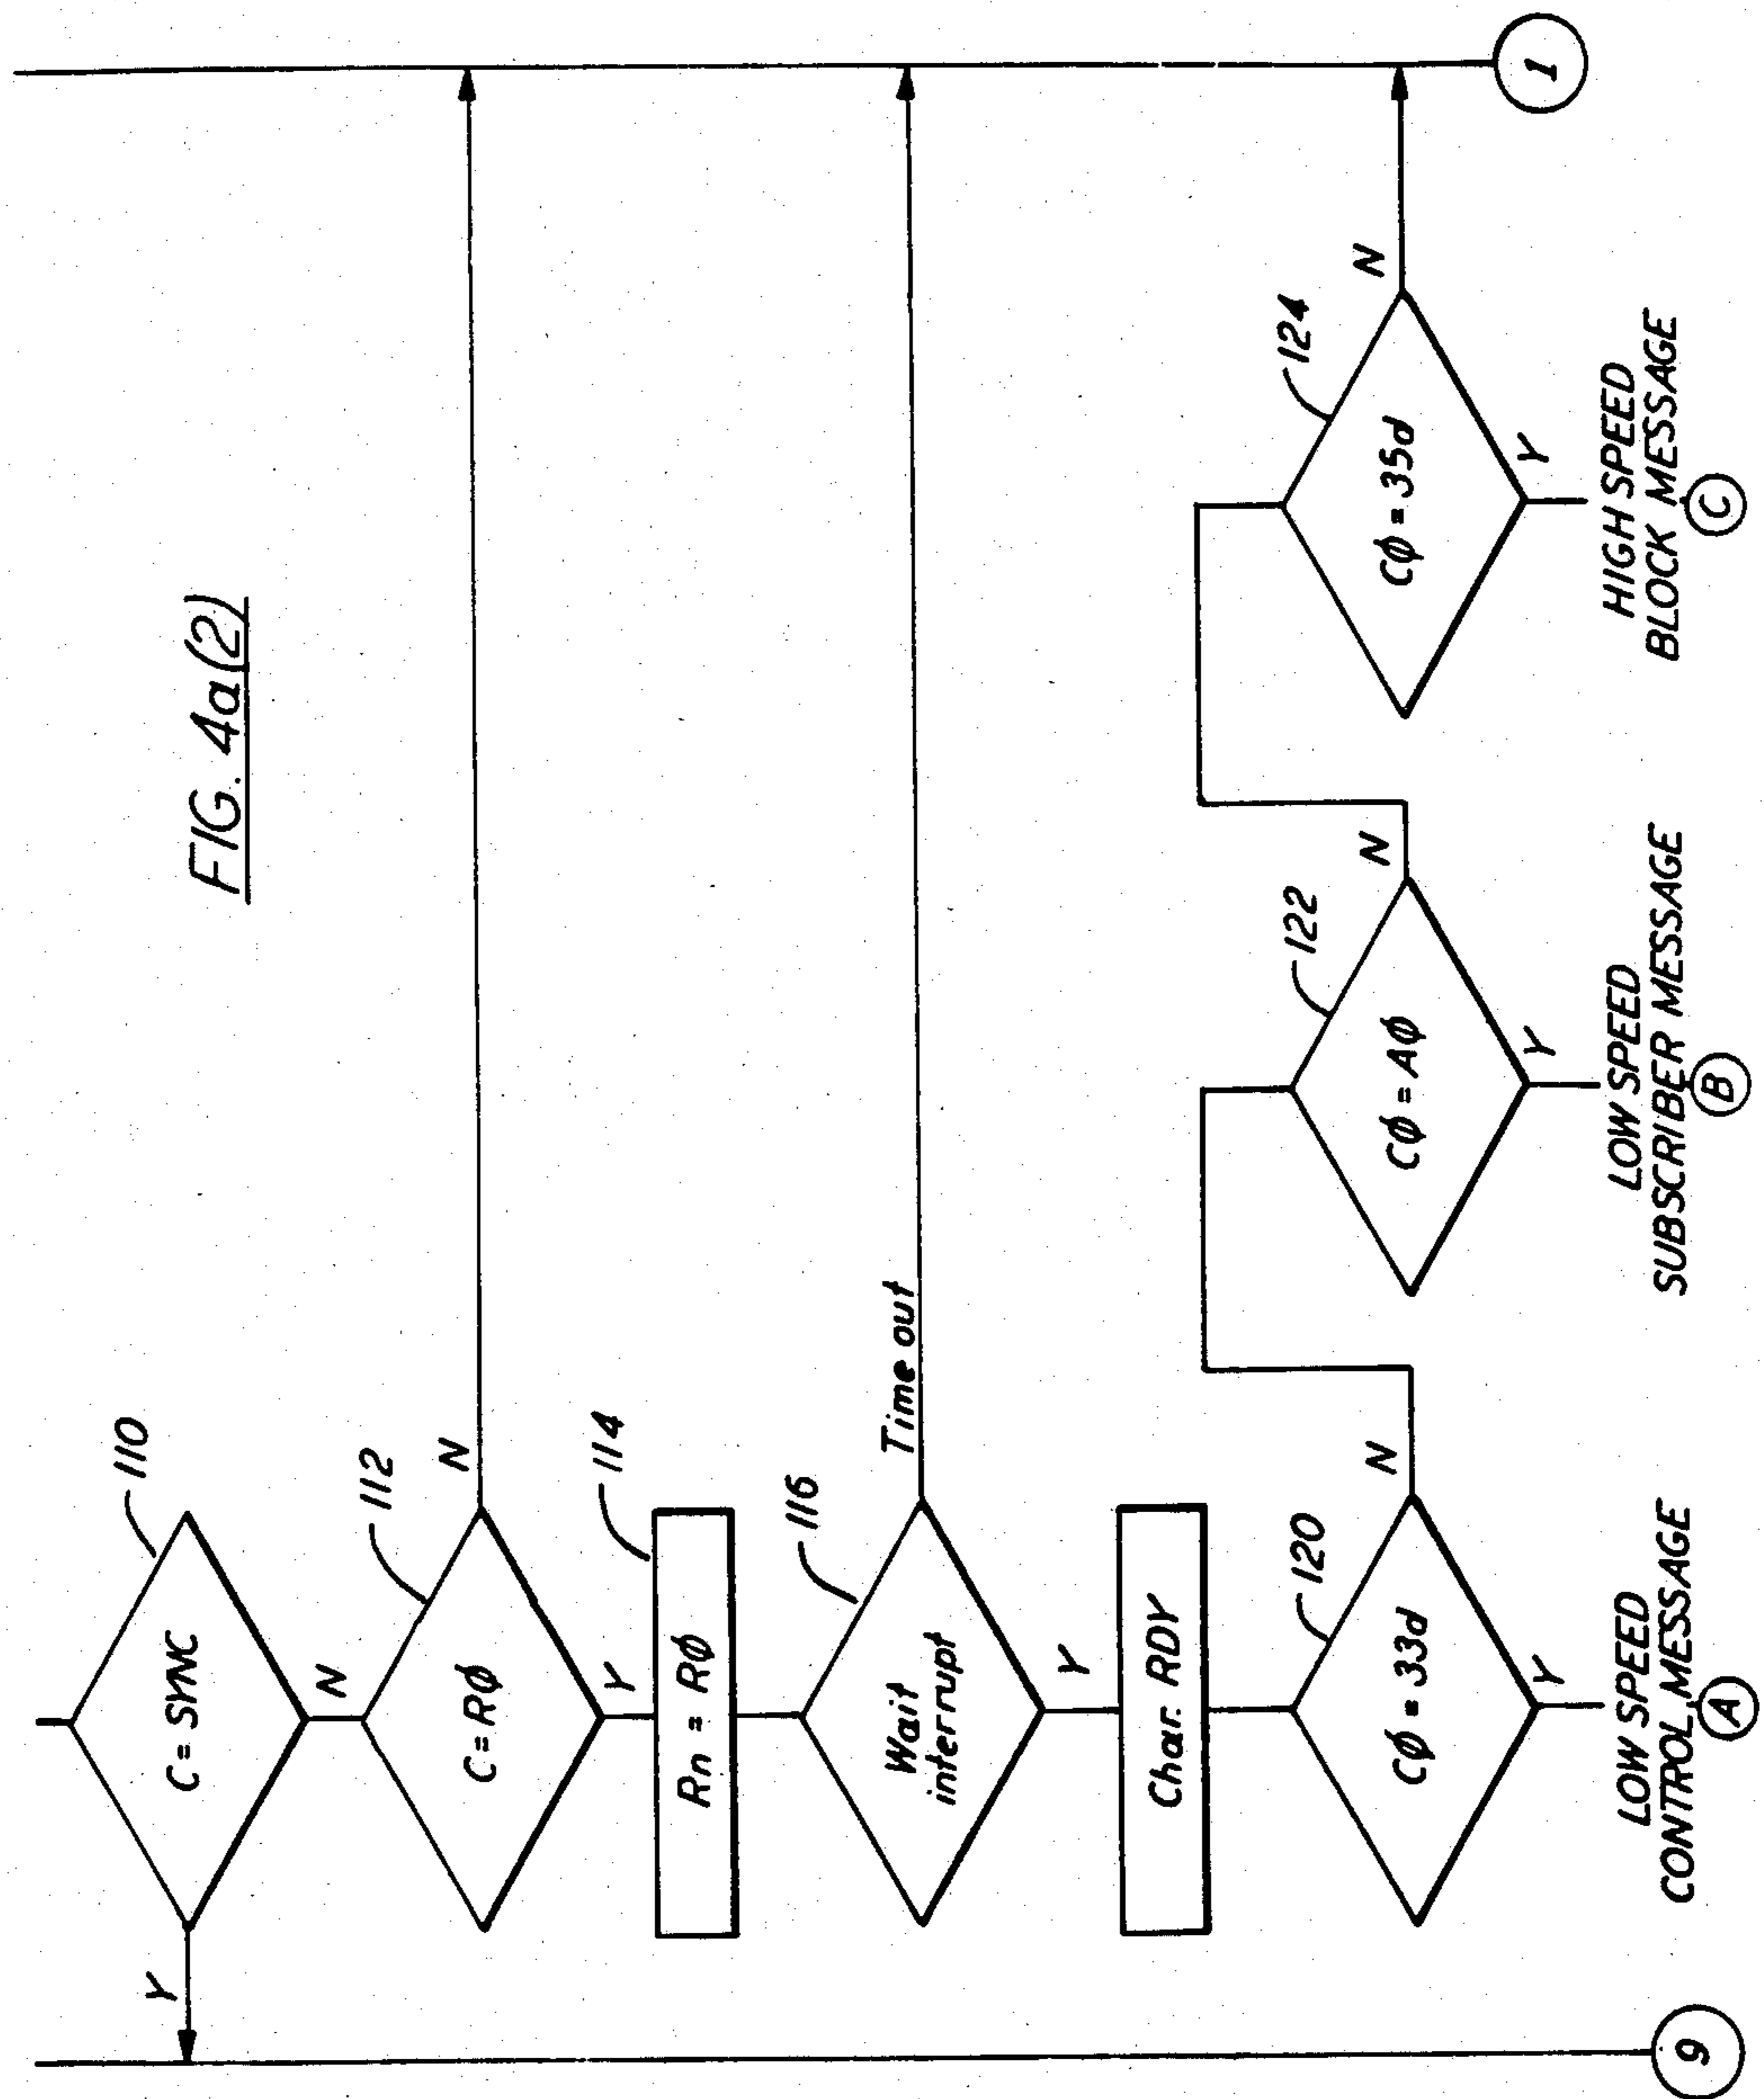 FIG. 4a(2)
110
C = SYNC
Y
N
112
C = RØ
N
Y
114
Rn = RØ
116
Wait
interrupt
Time out
Y
Char. RDY
120
CØ = 33d
N
Y
LOW SPEED
CONTROL MESSAGE
A
122
CØ = AØ
N
Y
LOW SPEED
SUBSCRIBER MESSAGE
B
124
CØ = 35d
N
Y
HIGH SPEED
BLOCK MESSAGE
C
9
1